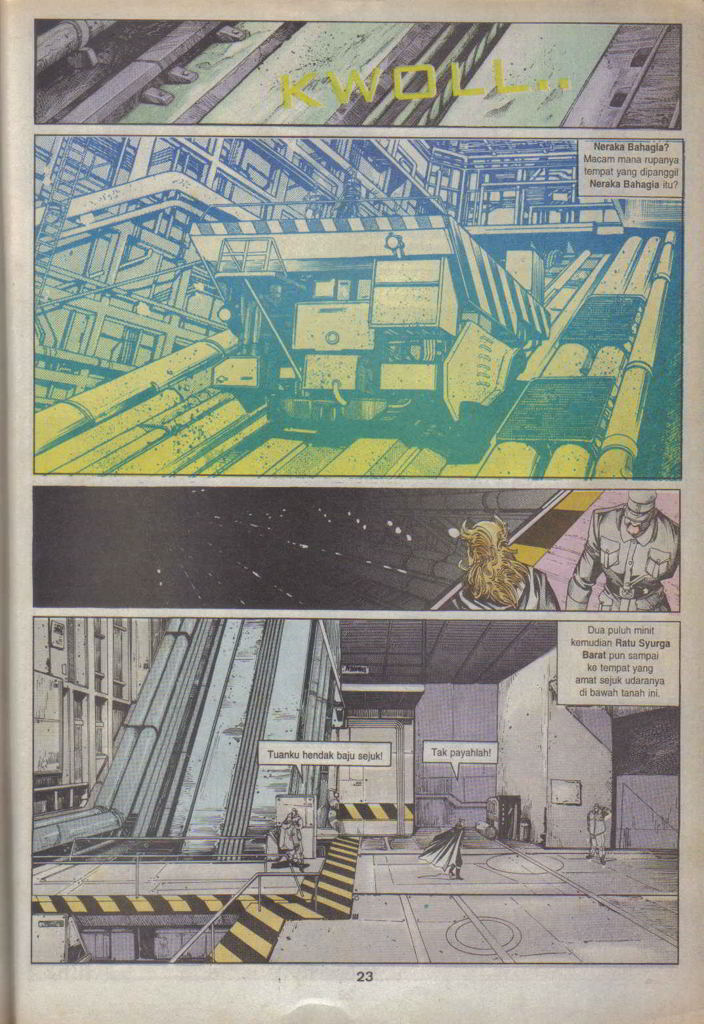 KWOLL..
Neraka Bahagia?
Macam mana rupanya
tempat yang dipanggil
Neraka Bahagia itu?
Dua puluh minit
kemudian Ratu Syurga
Barat pun sampai
ke tempat yang
amat sejuk udaranya
di bawah tanah ini.
Tuanku hendak baju sejuk!
Tak payahlah!
23